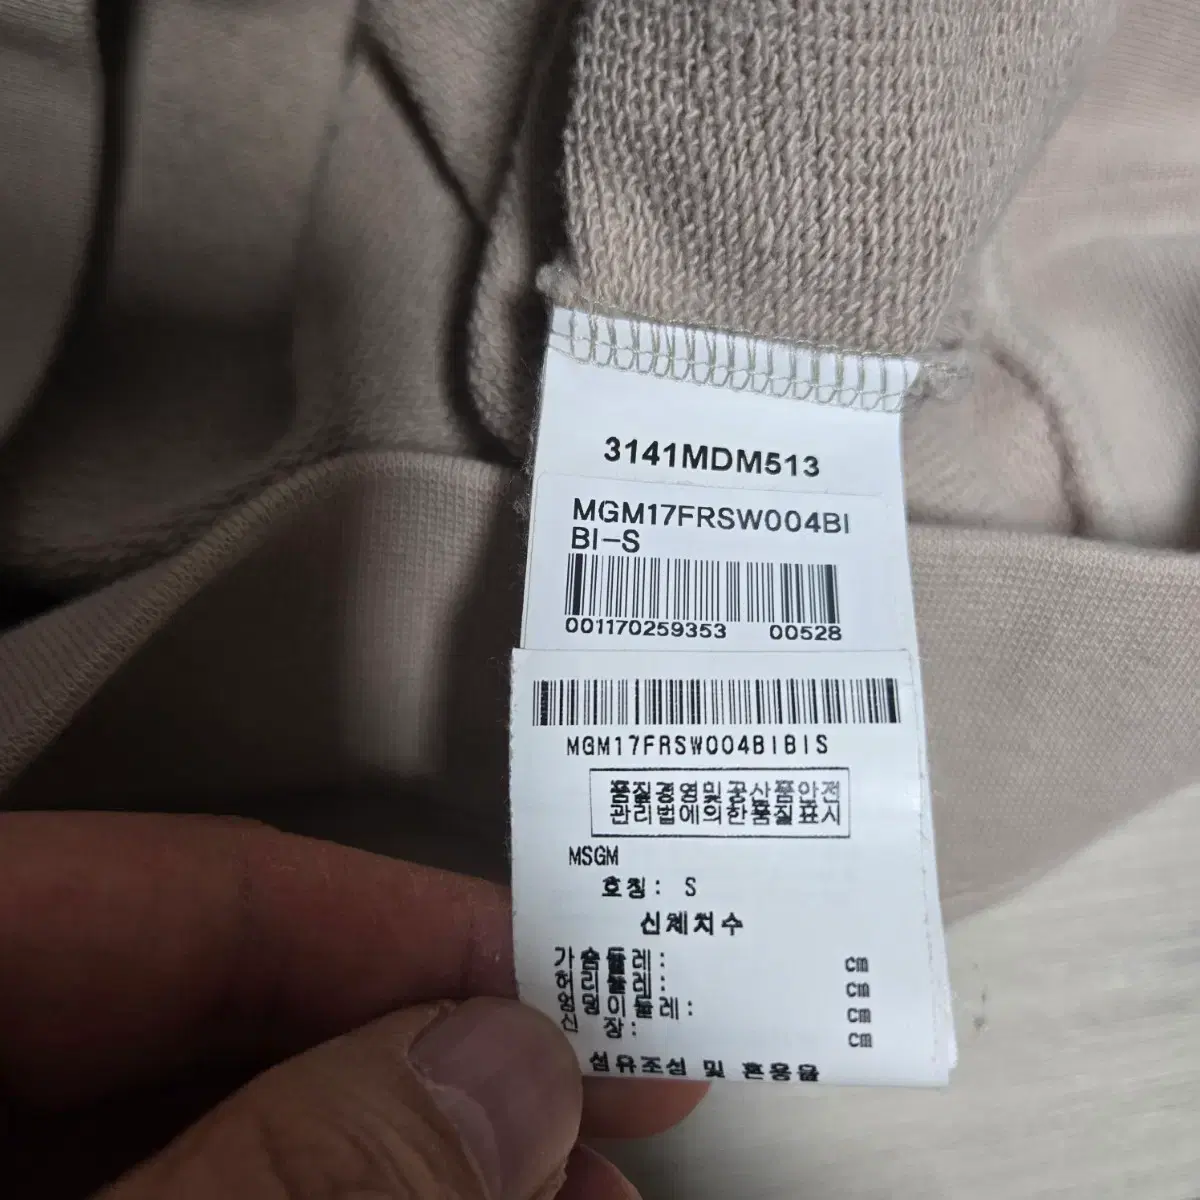 3141MDM513
MGM17FRSW004BI
BI-S
001170259353 00528
MGM17FRSW004BIBIS
품질경영및공산품안전
관리법에의한품질표시
MSGM
호칭: S
신체치수
가슴둘레: cm
허리둘레: cm
엉덩이둘레: cm
신 장: cm
섬유조성 및 혼용율